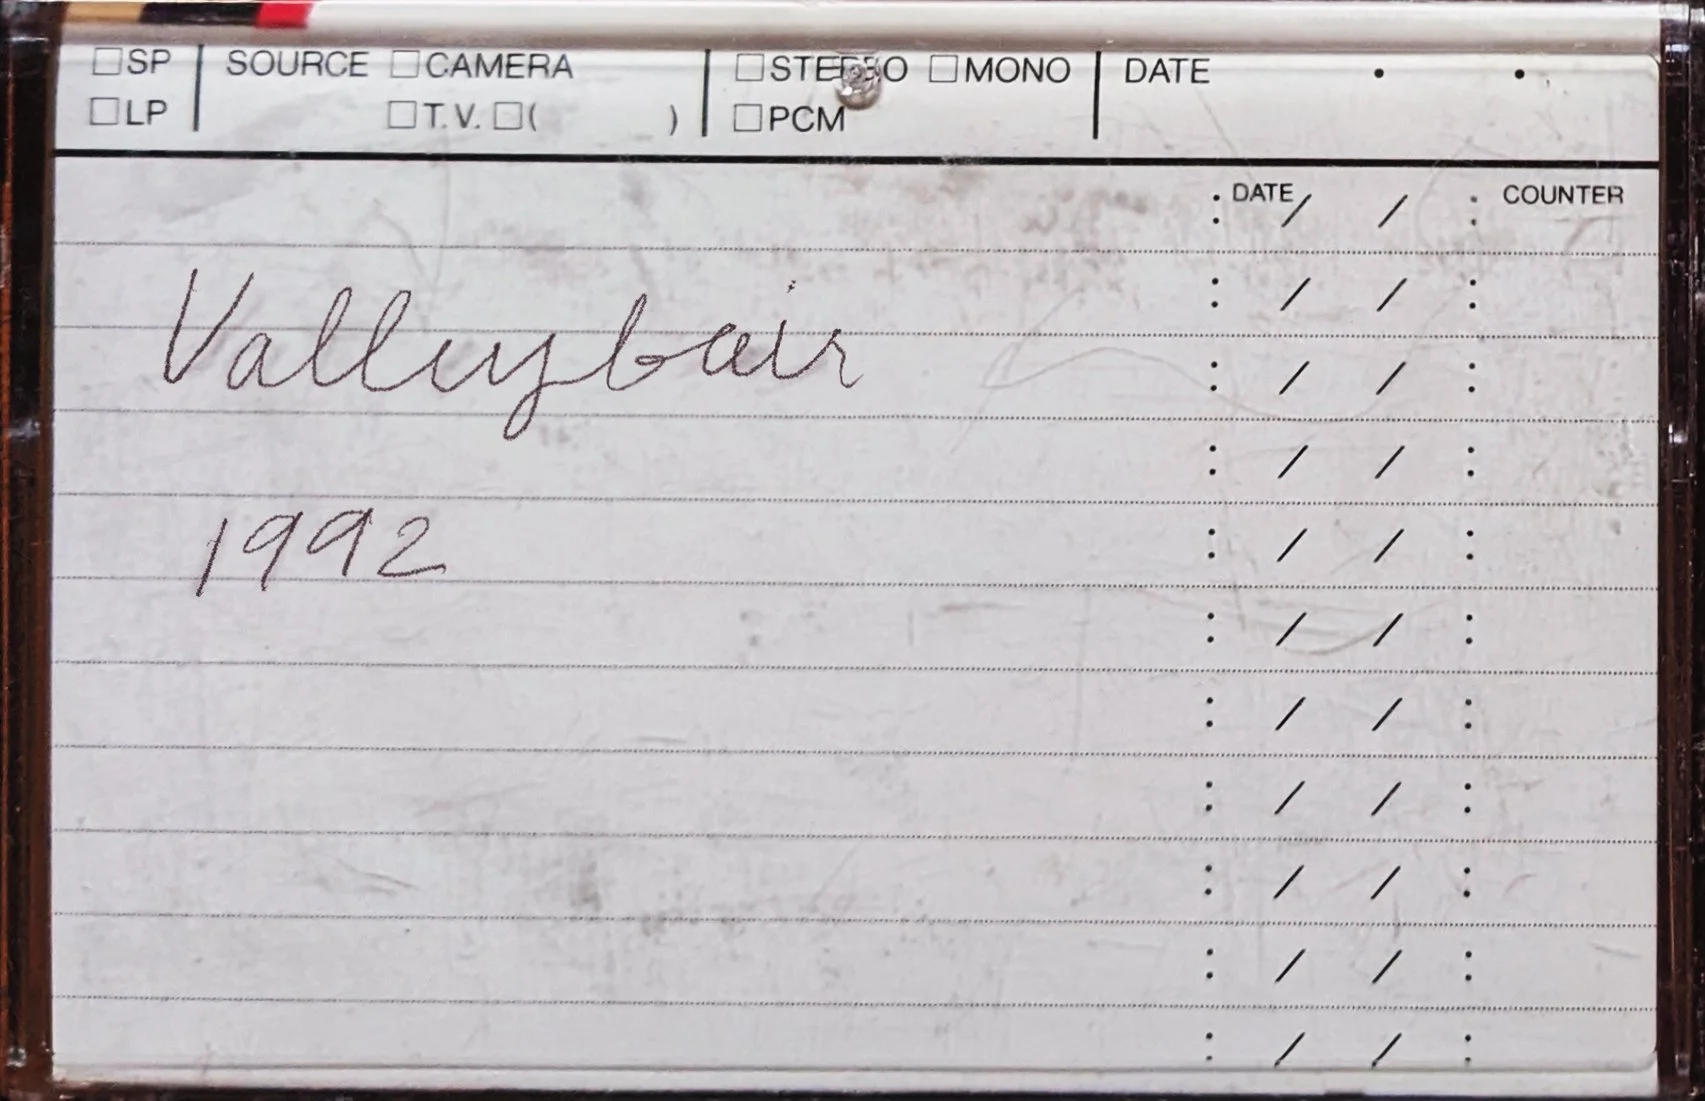 ☐SP SOURCE ☐CAMERA ☐STEREO ☐MONO DATE . .
☐LP ☐T.V. ☐( ) ☐PCM
: DATE / / : COUNTER
: / / :
Valleybair
: / / :
: / / :
1992
: / / :
: / / :
: / / :
: / / :
: / / :
: / / :
: / / :